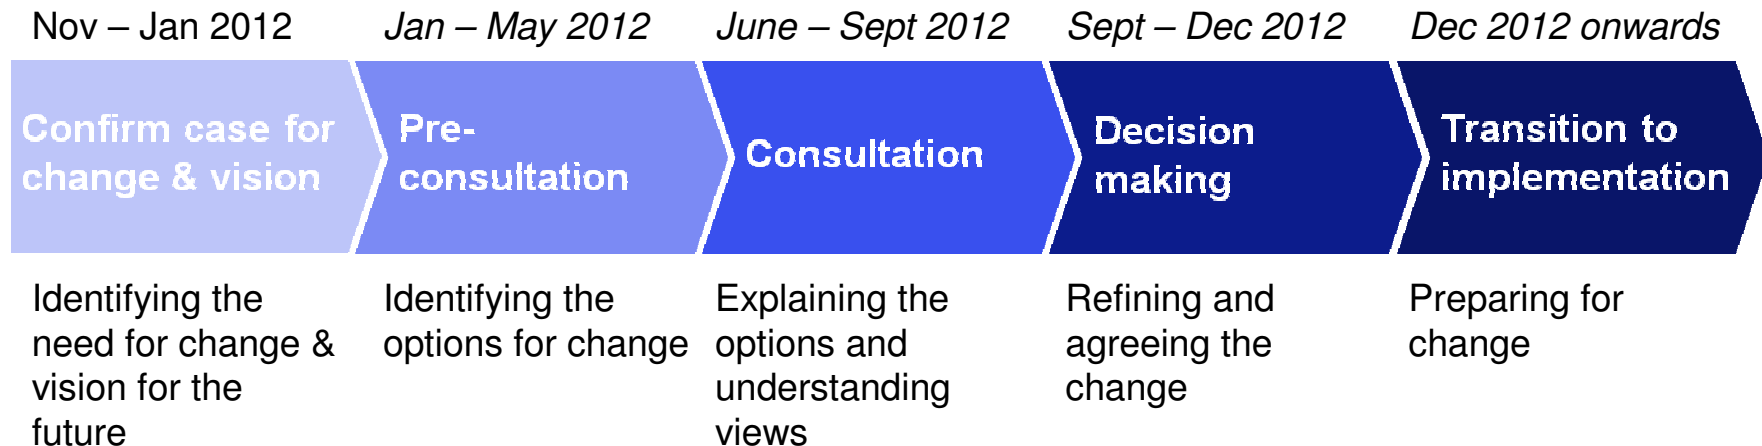 Nov – Jan 2012
Jan – May 2012
June – Sept 2012
Sept – Dec 2012
Dec 2012 onwards
Confirm case for
change & vision
Pre-
consultation
Consultation
Decision
making
Transition to
implementation
Identifying the
need for change &
vision for the
future
Identifying the
options for change
Explaining the
options and
understanding
views
Refining and
agreeing the
change
Preparing for
change